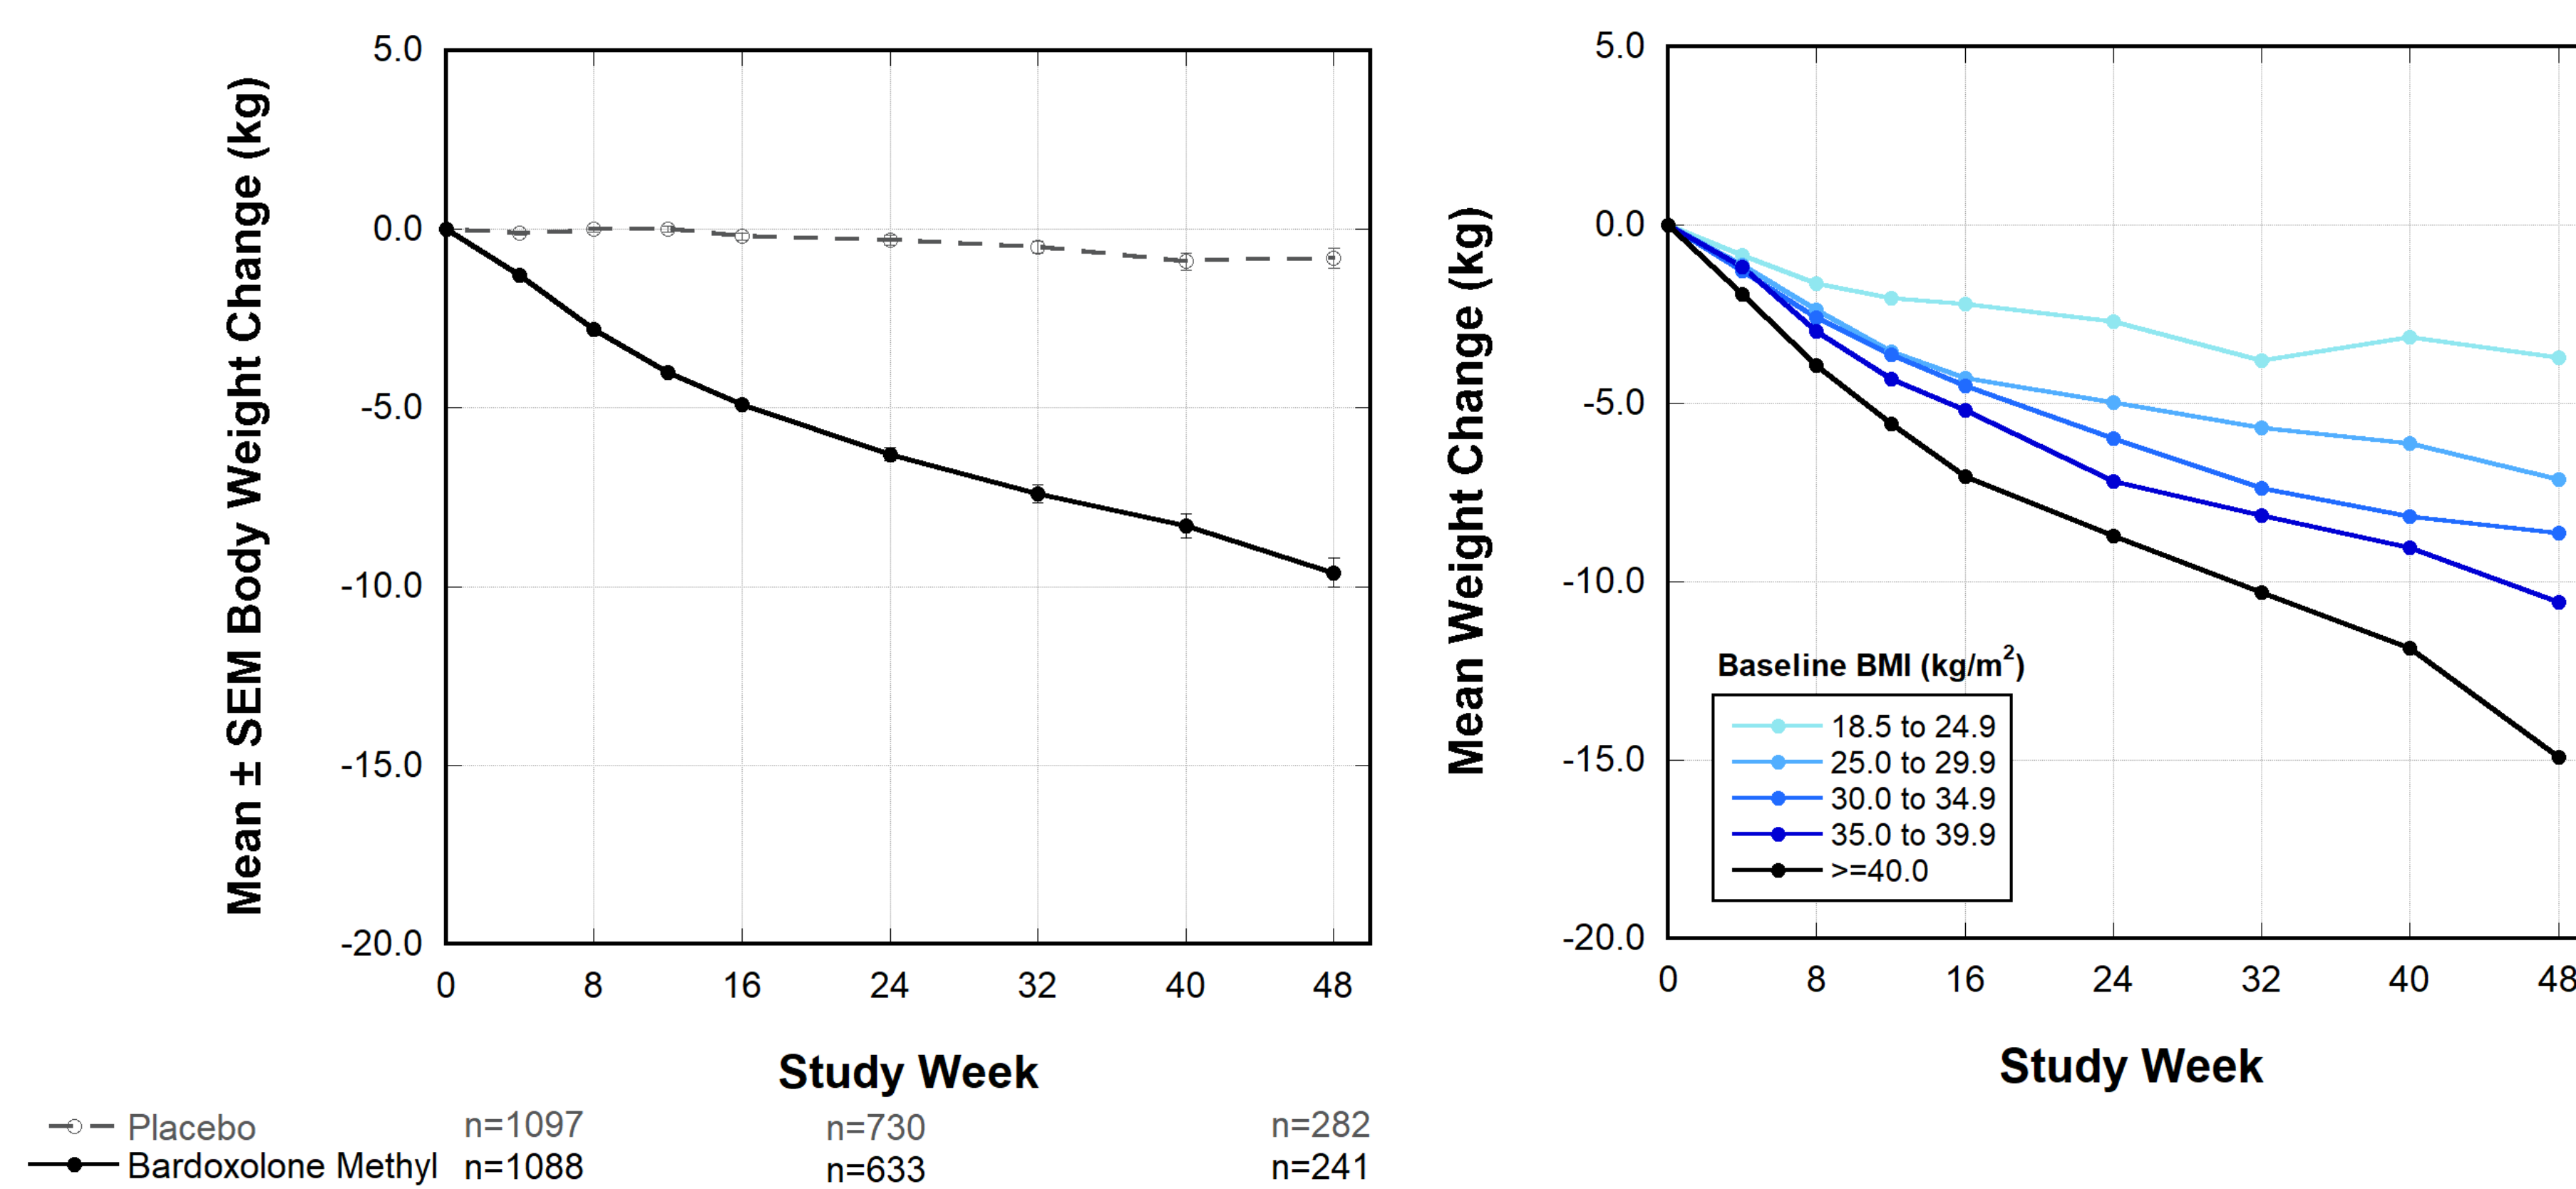 Mean ± SEM Body Weight Change (kg)
5.0
0.0
-5.0
-10.0
-15.0
-20.0
0 8 16 24 32 40 48
Study Week
Placebo n=1097 n=730 n=282
Bardoxolone Methyl n=1088 n=633 n=241
Mean Weight Change (kg)
5.0
0.0
-5.0
-10.0
-15.0
-20.0
Baseline BMI (kg/m²)
18.5 to 24.9
25.0 to 29.9
30.0 to 34.9
35.0 to 39.9
>=40.0
0 8 16 24 32 40 48
Study Week